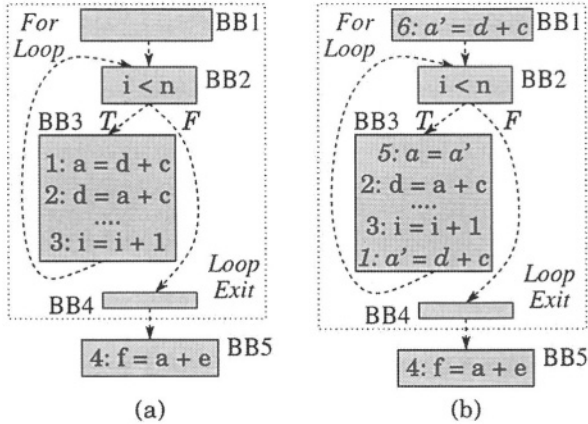 For
Loop
BB1
i < n
BB2
BB3
T
F
1: a = d + c
2: d = a + c
....
3: i = i + 1
Loop
Exit
BB4
4: f = a + e
BB5
(a)
For
Loop
6: a' = d + c
BB1
i < n
BB2
BB3
T
F
5: a = a'
2: d = a + c
....
3: i = i + 1
1: a' = d + c
Loop
Exit
BB4
4: f = a + e
BB5
(b)